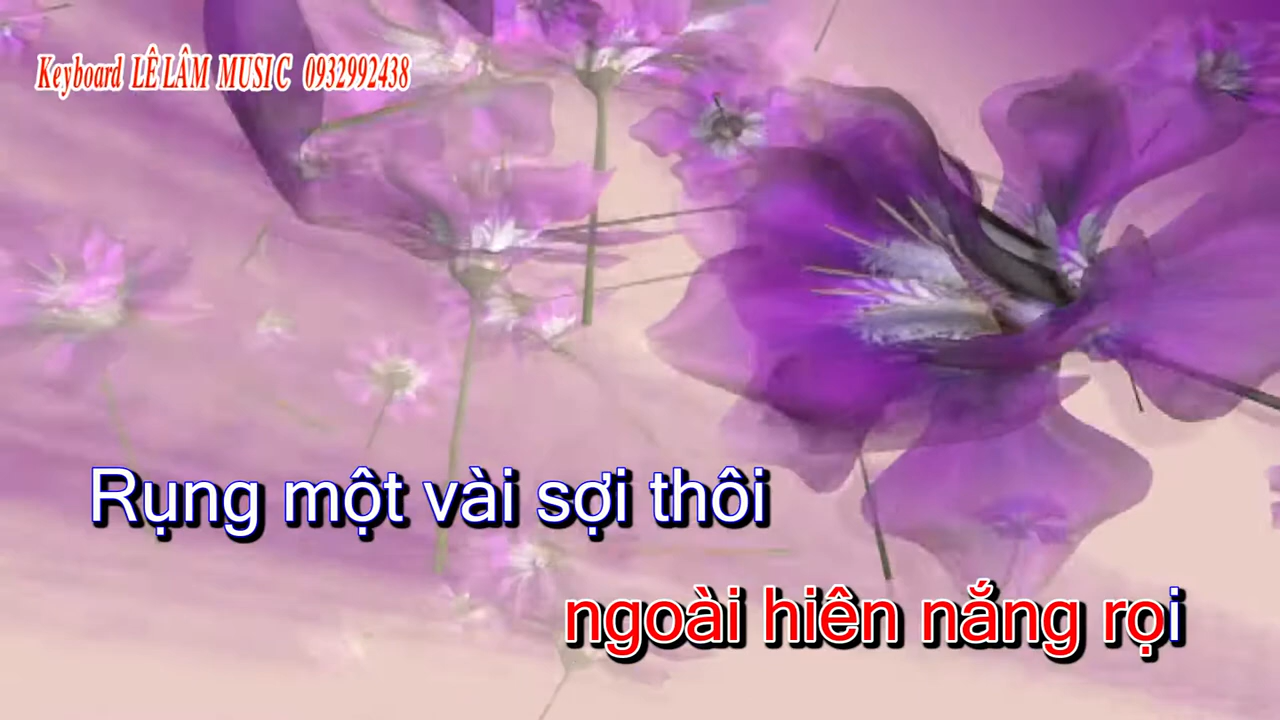 Keyboard LÊ LÂM MUSIC 0932992438
Rụng một vài sợi thôi
ngoài hiên nắng rọi